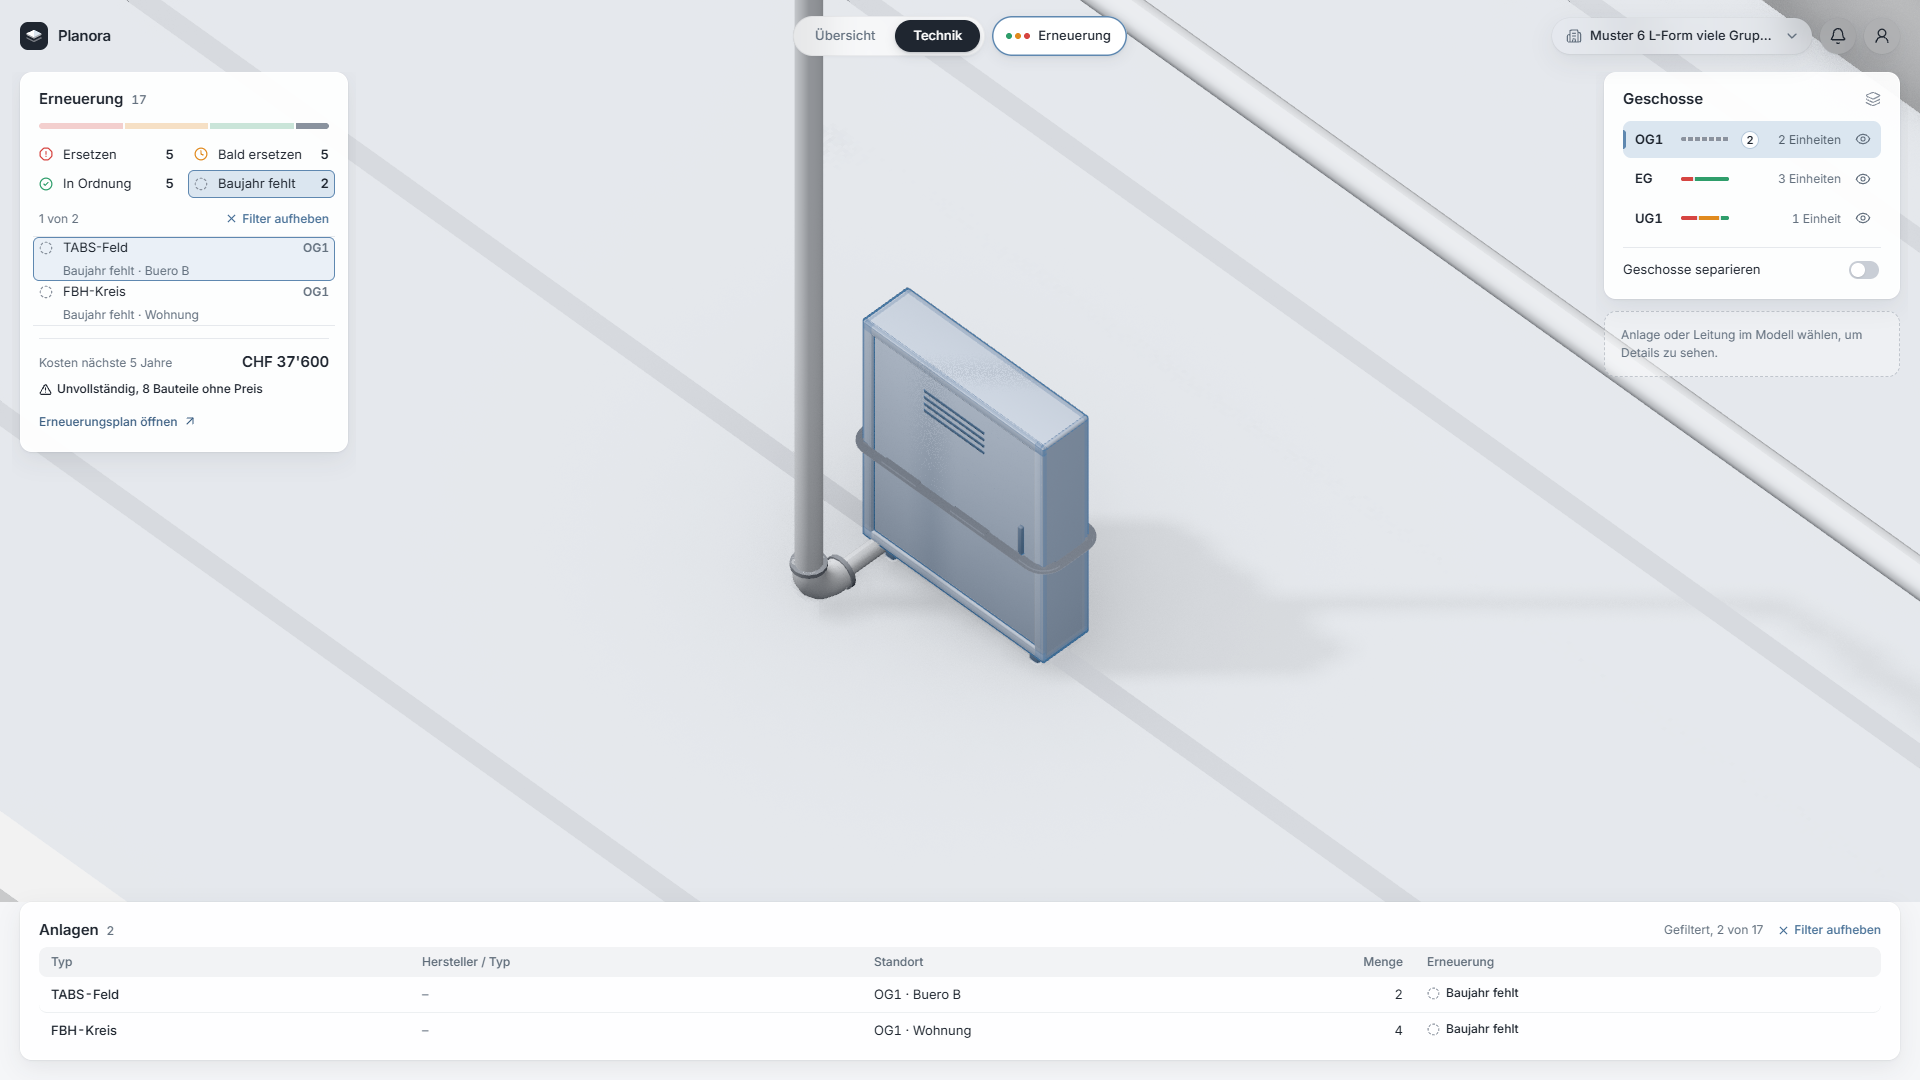 Planora
Übersicht
Technik
Erneuerung
Muster 6 L-Form viele Grup...
Erneuerung 17
Ersetzen 5
Bald ersetzen 5
In Ordnung 5
Baujahr fehlt 2
1 von 2
Filter aufheben
TABS-Feld OG1
Baujahr fehlt · Buero B
FBH-Kreis OG1
Baujahr fehlt · Wohnung
Kosten nächste 5 Jahre CHF 37'600
Unvollständig, 8 Bauteile ohne Preis
Erneuerungsplan öffnen
Geschosse
OG1 2 2 Einheiten
EG 3 Einheiten
UG1 1 Einheit
Geschosse separieren
Anlage oder Leitung im Modell wählen, um
Details zu sehen.
Anlagen 2
Gefiltert, 2 von 17
Filter aufheben
Typ Hersteller / Typ Standort Menge Erneuerung
TABS-Feld – OG1 · Buero B 2 Baujahr fehlt
FBH-Kreis – OG1 · Wohnung 4 Baujahr fehlt